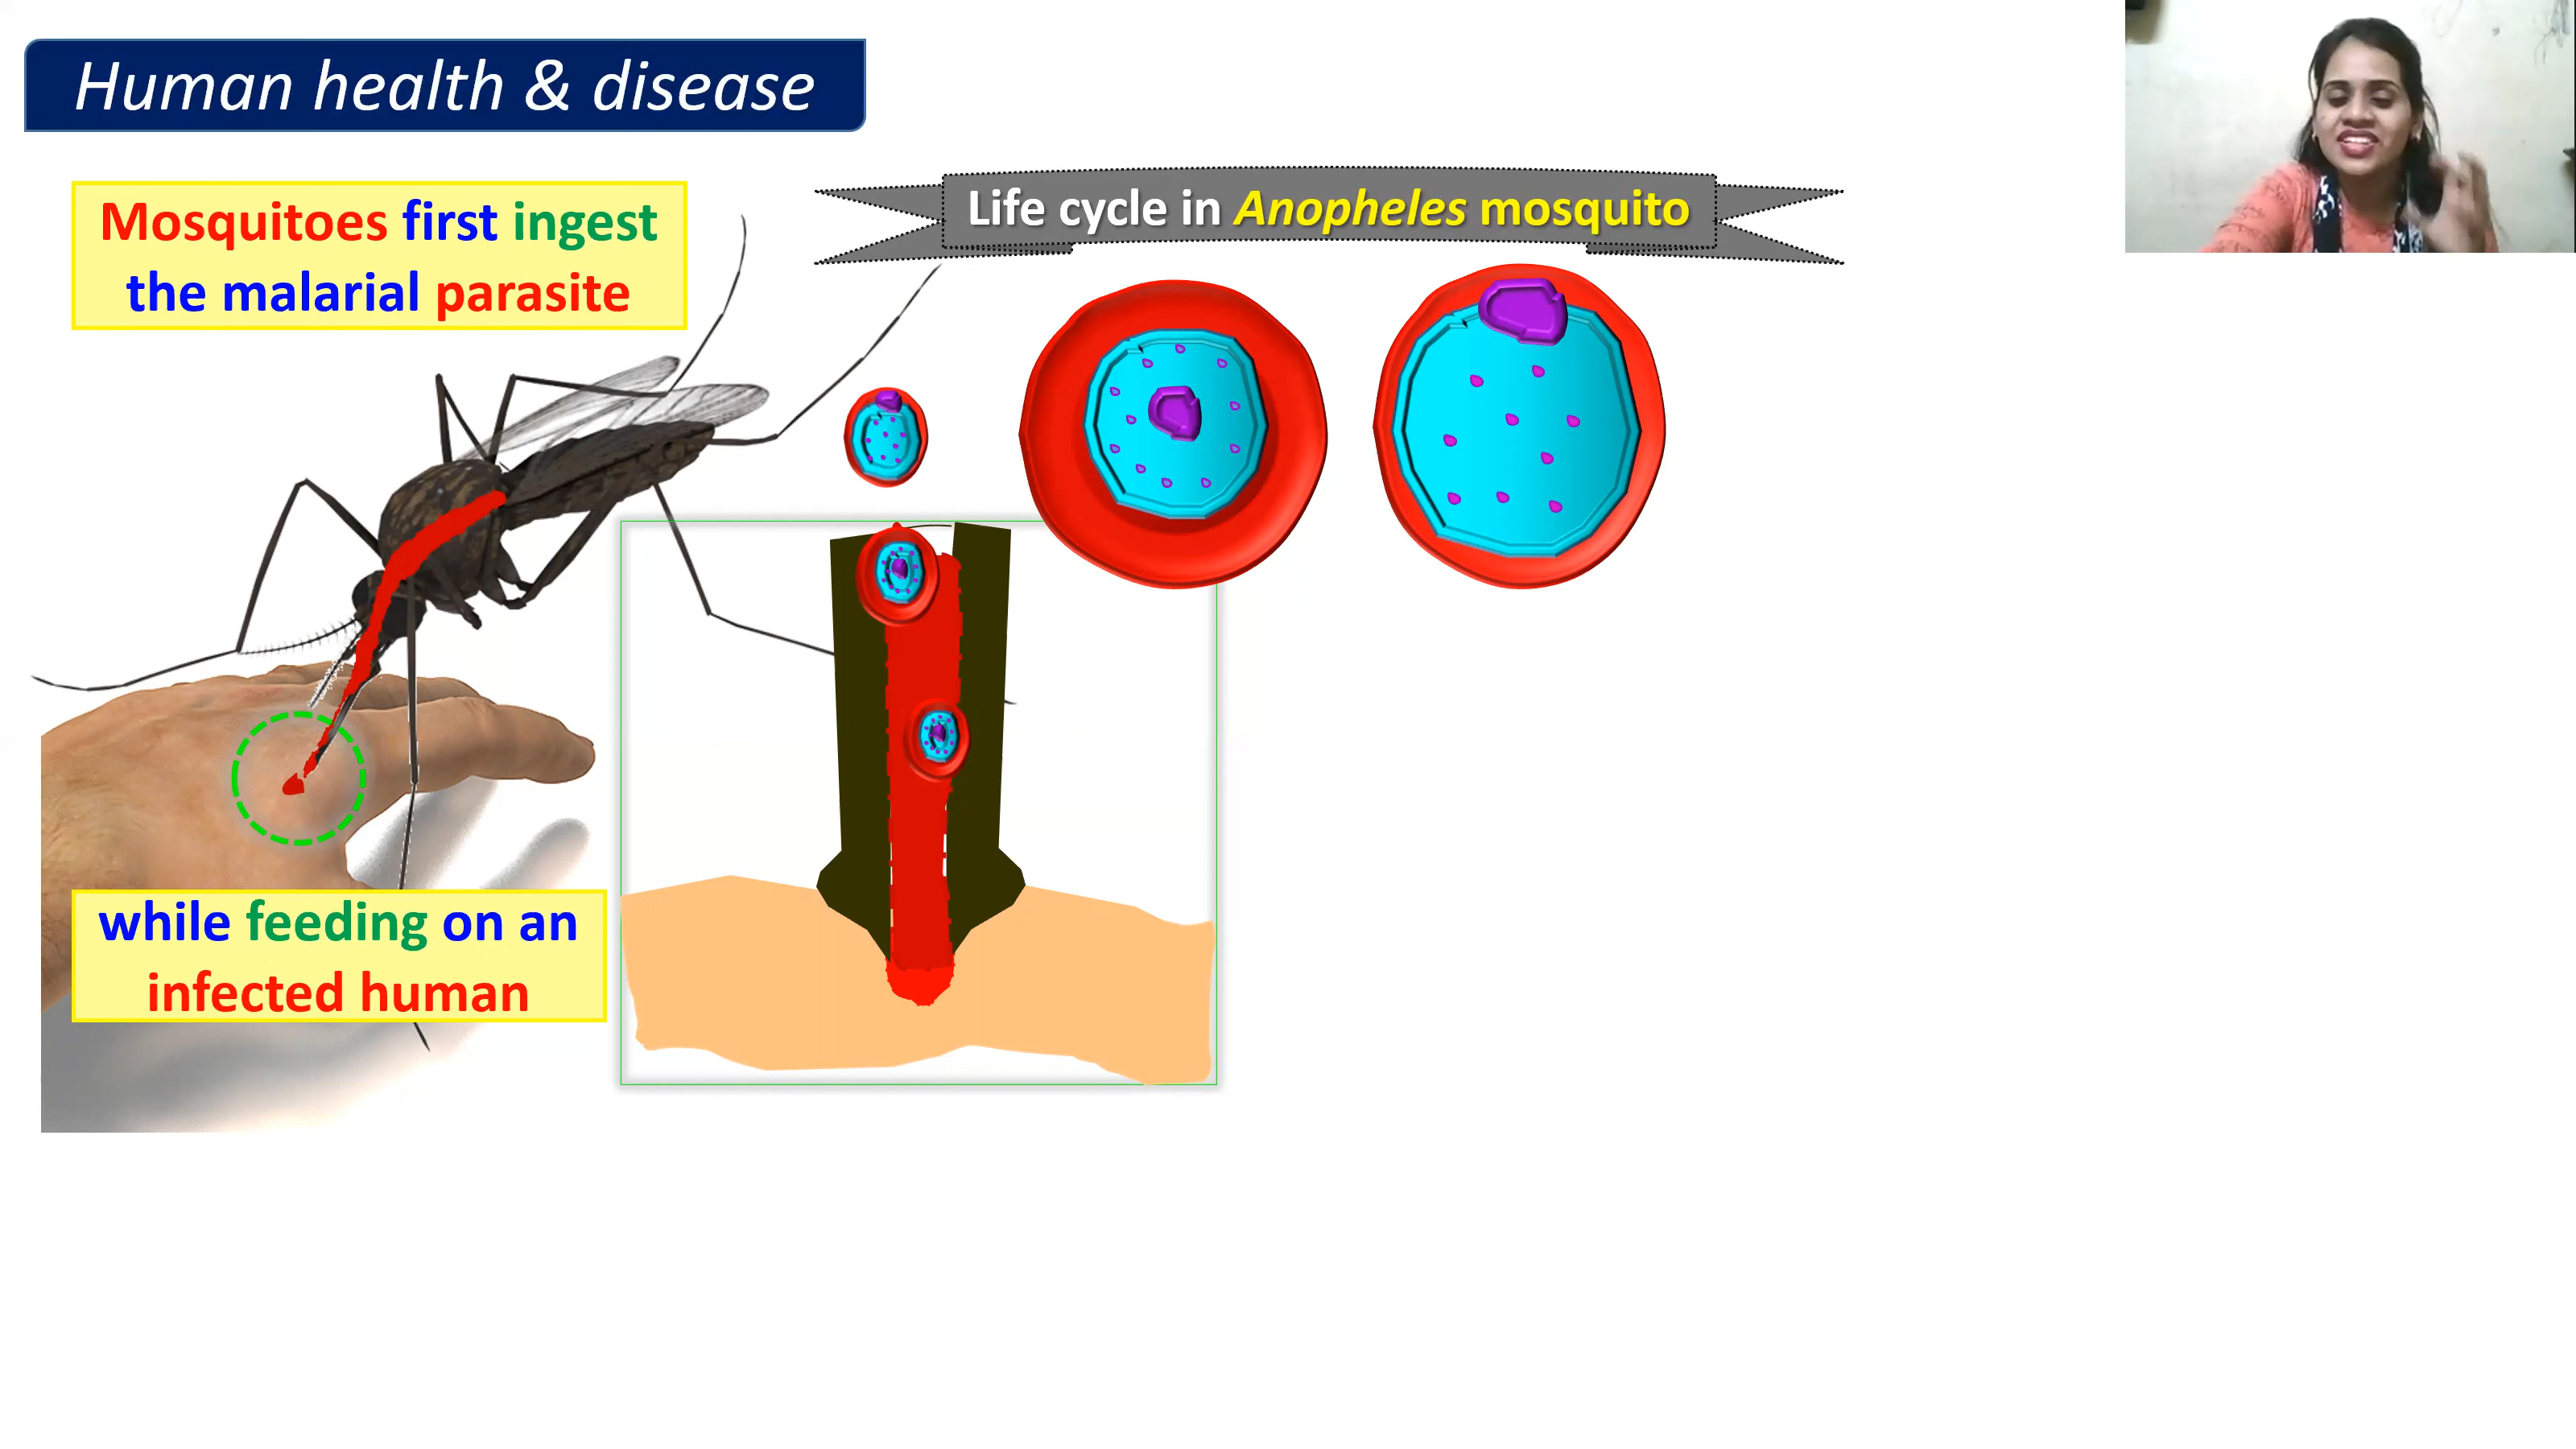 Human health & disease
Mosquitoes first ingest
the malarial parasite
Life cycle in Anopheles mosquito
while feeding on an
infected human